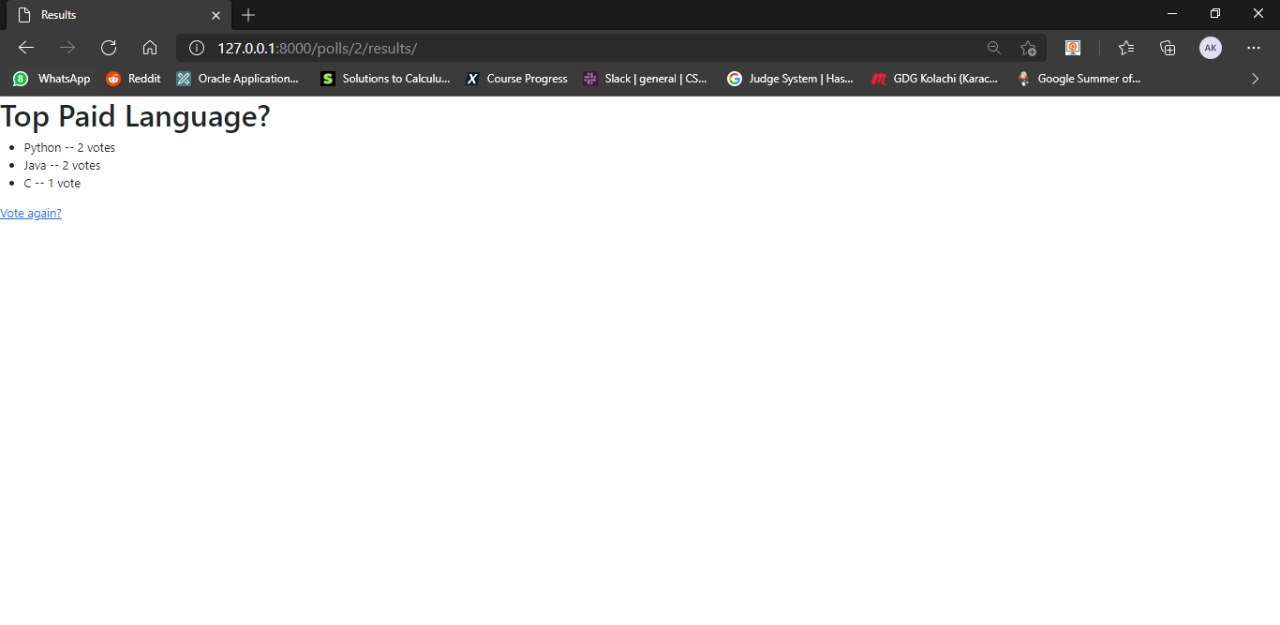 Results
127.0.0.1:8000/polls/2/results/
AK
WhatsApp Reddit Oracle Application... Solutions to Calculu... Course Progress Slack | general | CS... Judge System | Has... GDG Kolachi (Karac... Google Summer of...
Top Paid Language?
Python -- 2 votes
Java -- 2 votes
C -- 1 vote
Vote again?